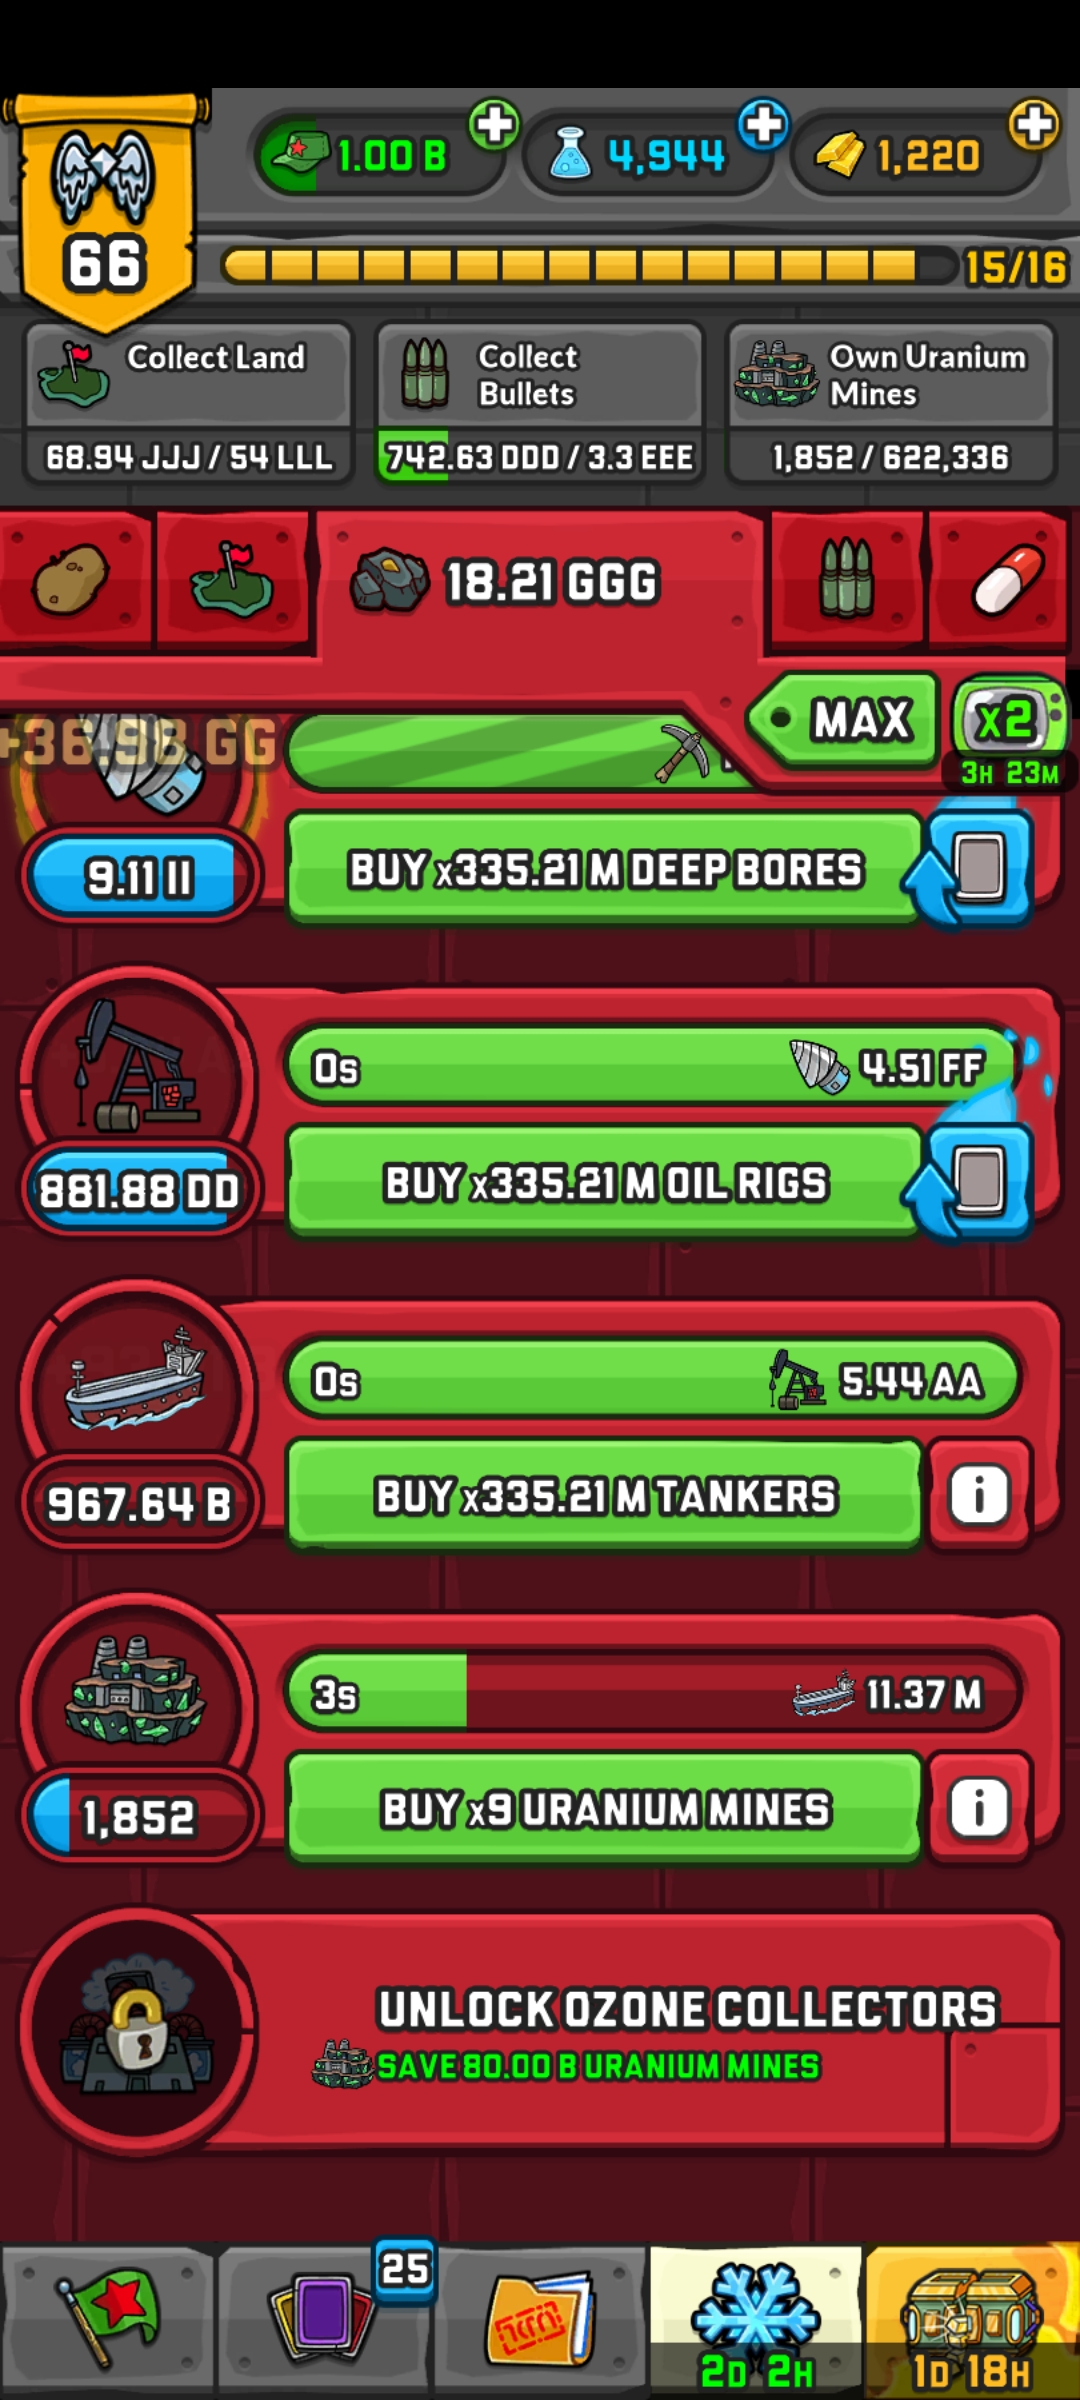 1.00 B
4,944
1,220
66
15/16
Collect Land
68.94 JJJ / 54 LLL
Collect
Bullets
742.63 DDD / 3.3 EEE
Own Uranium
Mines
1,852 / 622,336
18.21 GGG
MAX
x2
3H 23M
+36.98 GG
9.11 II
BUY x335.21 M DEEP BORES
0s
4.51 FF
881.88 DD
BUY x335.21 M OIL RIGS
0s
5.44 AA
967.64 B
BUY x335.21 M TANKERS
3s
11.37 M
1,852
BUY x9 URANIUM MINES
UNLOCK OZONE COLLECTORS
SAVE 80.00 B URANIUM MINES
25
2D 2H
1D 18H